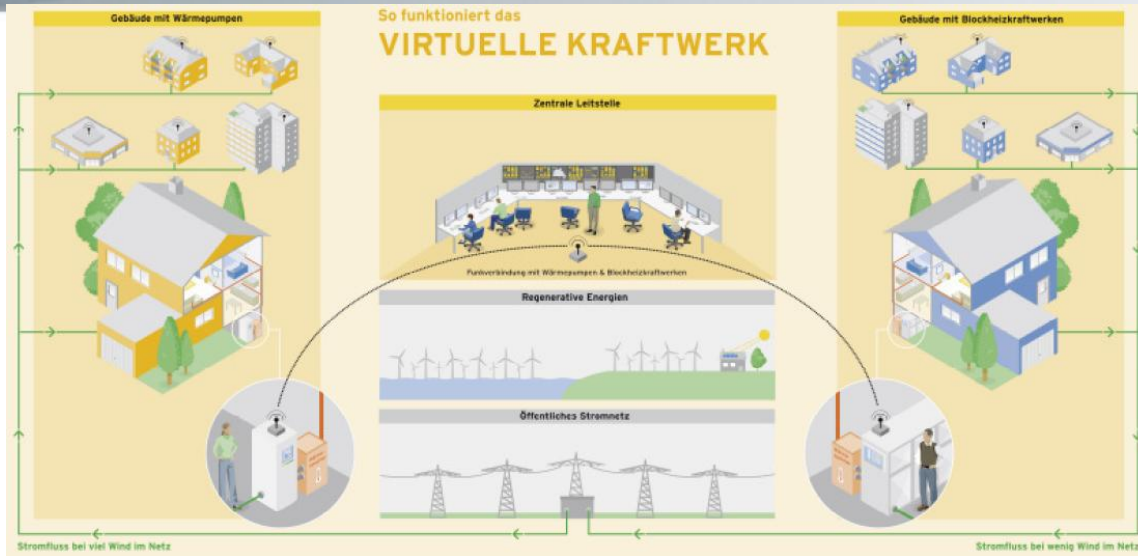 Gebäude mit Wärmepumpen
So funktioniert das
VIRTUELLE KRAFTWERK
Gebäude mit Blockheizkraftwerken
Zentrale Leitstelle
Funkverbindung mit Wärmepumpen & Blockheizkraftwerken
Regenerative Energien
Öffentliches Stromnetz
Stromfluss bei viel Wind im Netz
Stromfluss bei wenig Wind im Netz